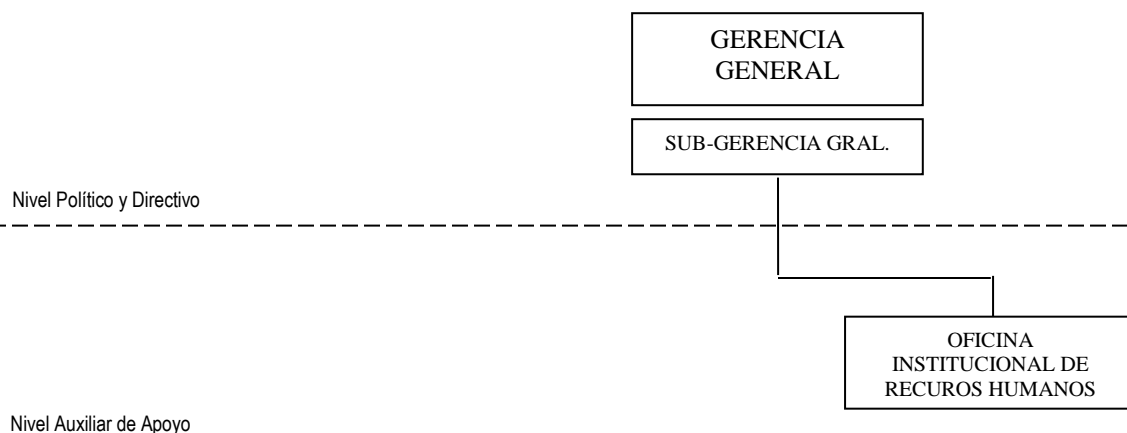 GERENCIA
GENERAL
SUB-GERENCIA GRAL.
Nivel Político y Directivo
OFICINA
INSTITUCIONAL DE
RECUROS HUMANOS
Nivel Auxiliar de Apoyo